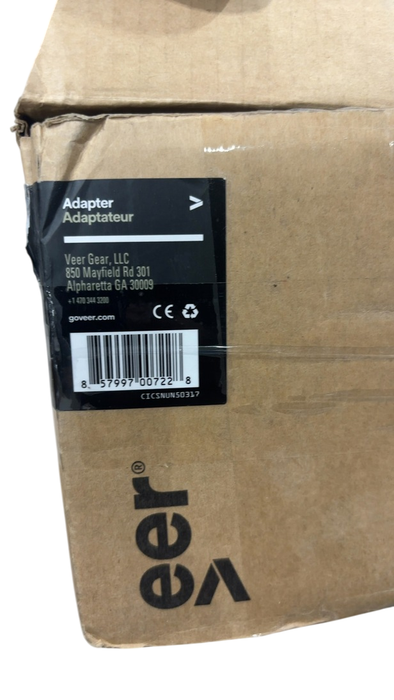 Adapter
Adaptateur
Veer Gear, LLC
850 Mayfield Rd 301
Alpharetta GA 30009
+1 470 344 3200
goveer.com
CE
8 57997 00722 8
CICSNUN50317
veer®